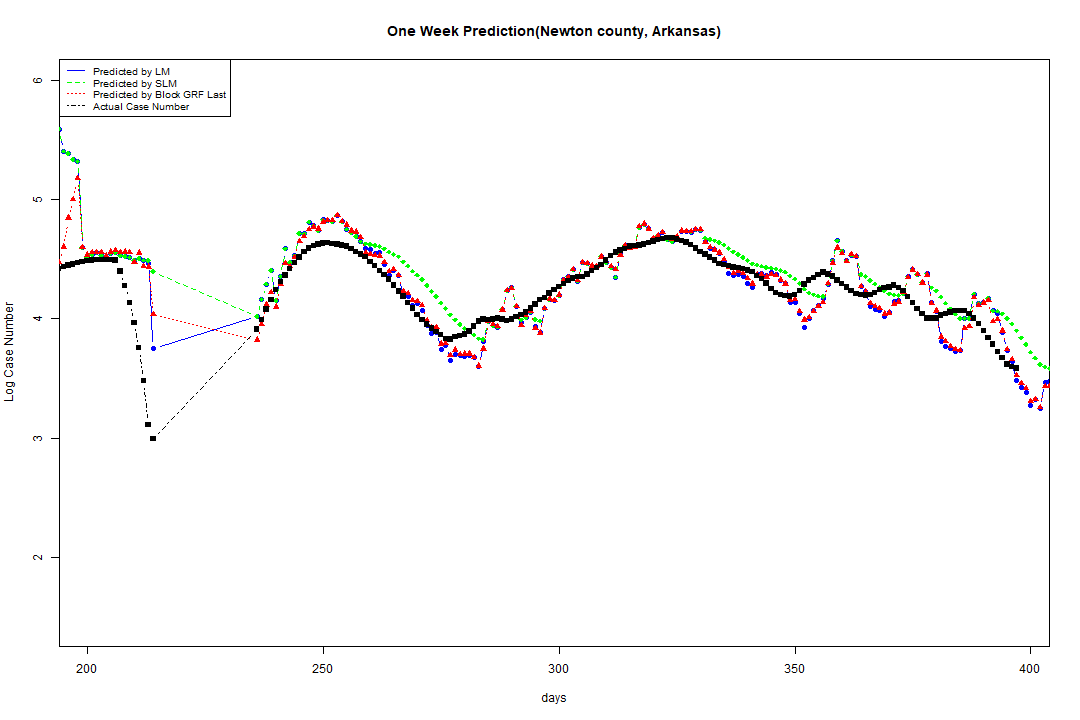 One Week Prediction(Newton county, Arkansas)
Predicted by LM
Predicted by SLM
Predicted by Block GRF Last
Actual Case Number
6
5
4
3
2
Log Case Number
200
250
300
350
400
days